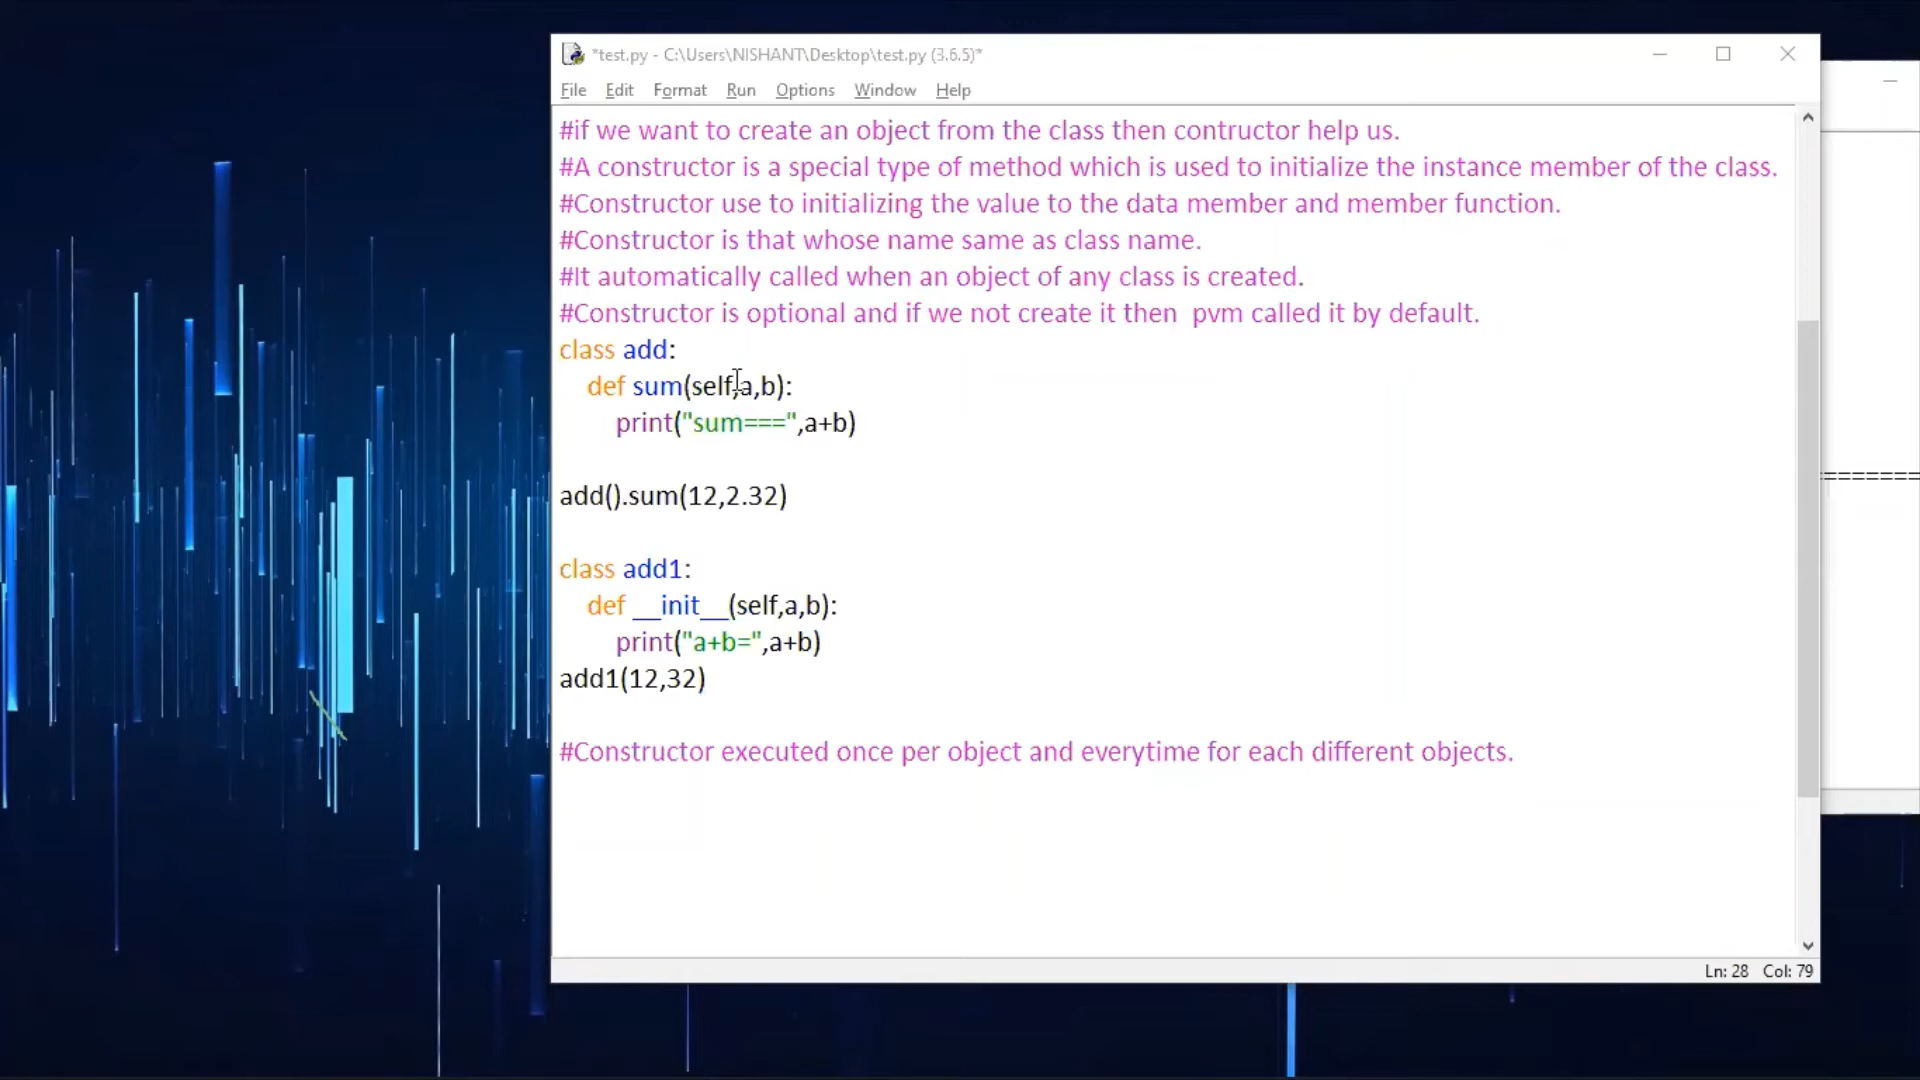 *test.py - C:\Users\NISHANT\Desktop\test.py (3.6.5)*
File Edit Format Run Options Window Help
#if we want to create an object from the class then contructor help us.
#A constructor is a special type of method which is used to initialize the instance member of the class.
#Constructor use to initializing the value to the data member and member function.
#Constructor is that whose name same as class name.
#It automatically called when an object of any class is created.
#Constructor is optional and if we not create it then  pvm called it by default.
class add:
    def sum(self,a,b):
        print("sum===",a+b)
add().sum(12,2.32)
class add1:
    def __init__(self,a,b):
        print("a+b=",a+b)
add1(12,32)
#Constructor executed once per object and everytime for each different objects.
Ln: 28 Col: 79